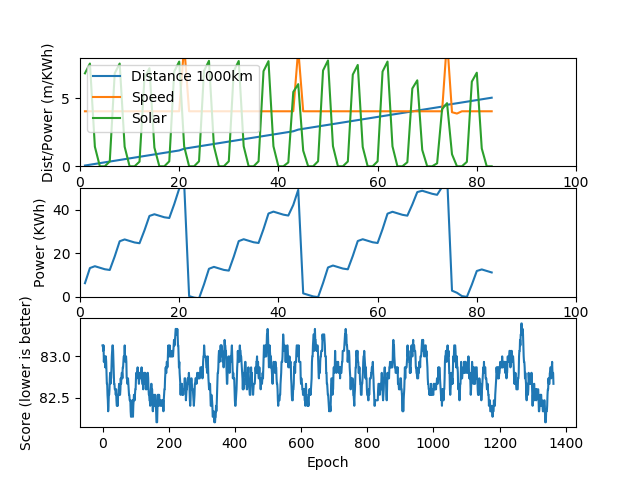 Dist/Power (m/KWh)
5
0
Distance 1000km
Speed
Solar
0 20 40 60 80 100
Power (KWh)
40
20
0
0 20 40 60 80 100
Score (lower is better)
83.0
82.5
0 200 400 600 800 1000 1200 1400
Epoch